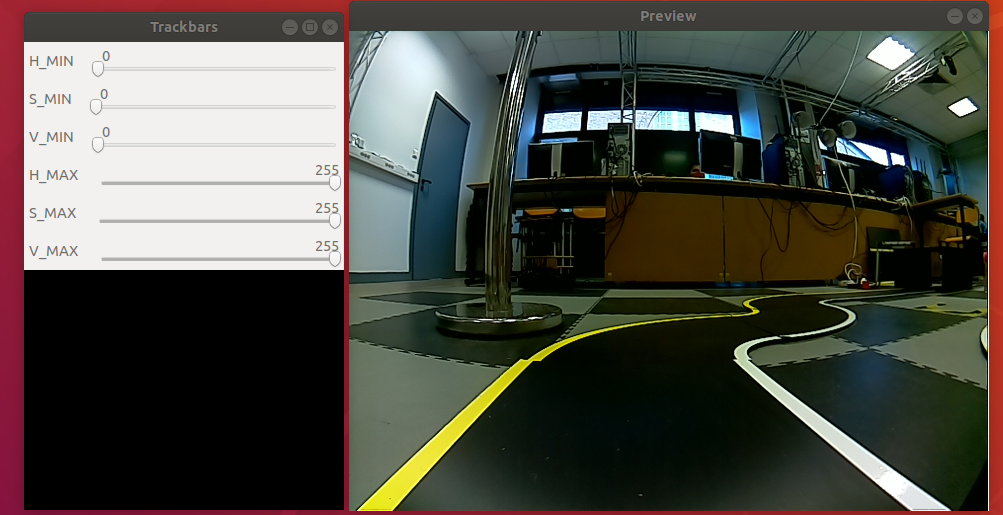 Trackbars
H_MIN 0
S_MIN 0
V_MIN 0
H_MAX 255
S_MAX 255
V_MAX 255
Preview